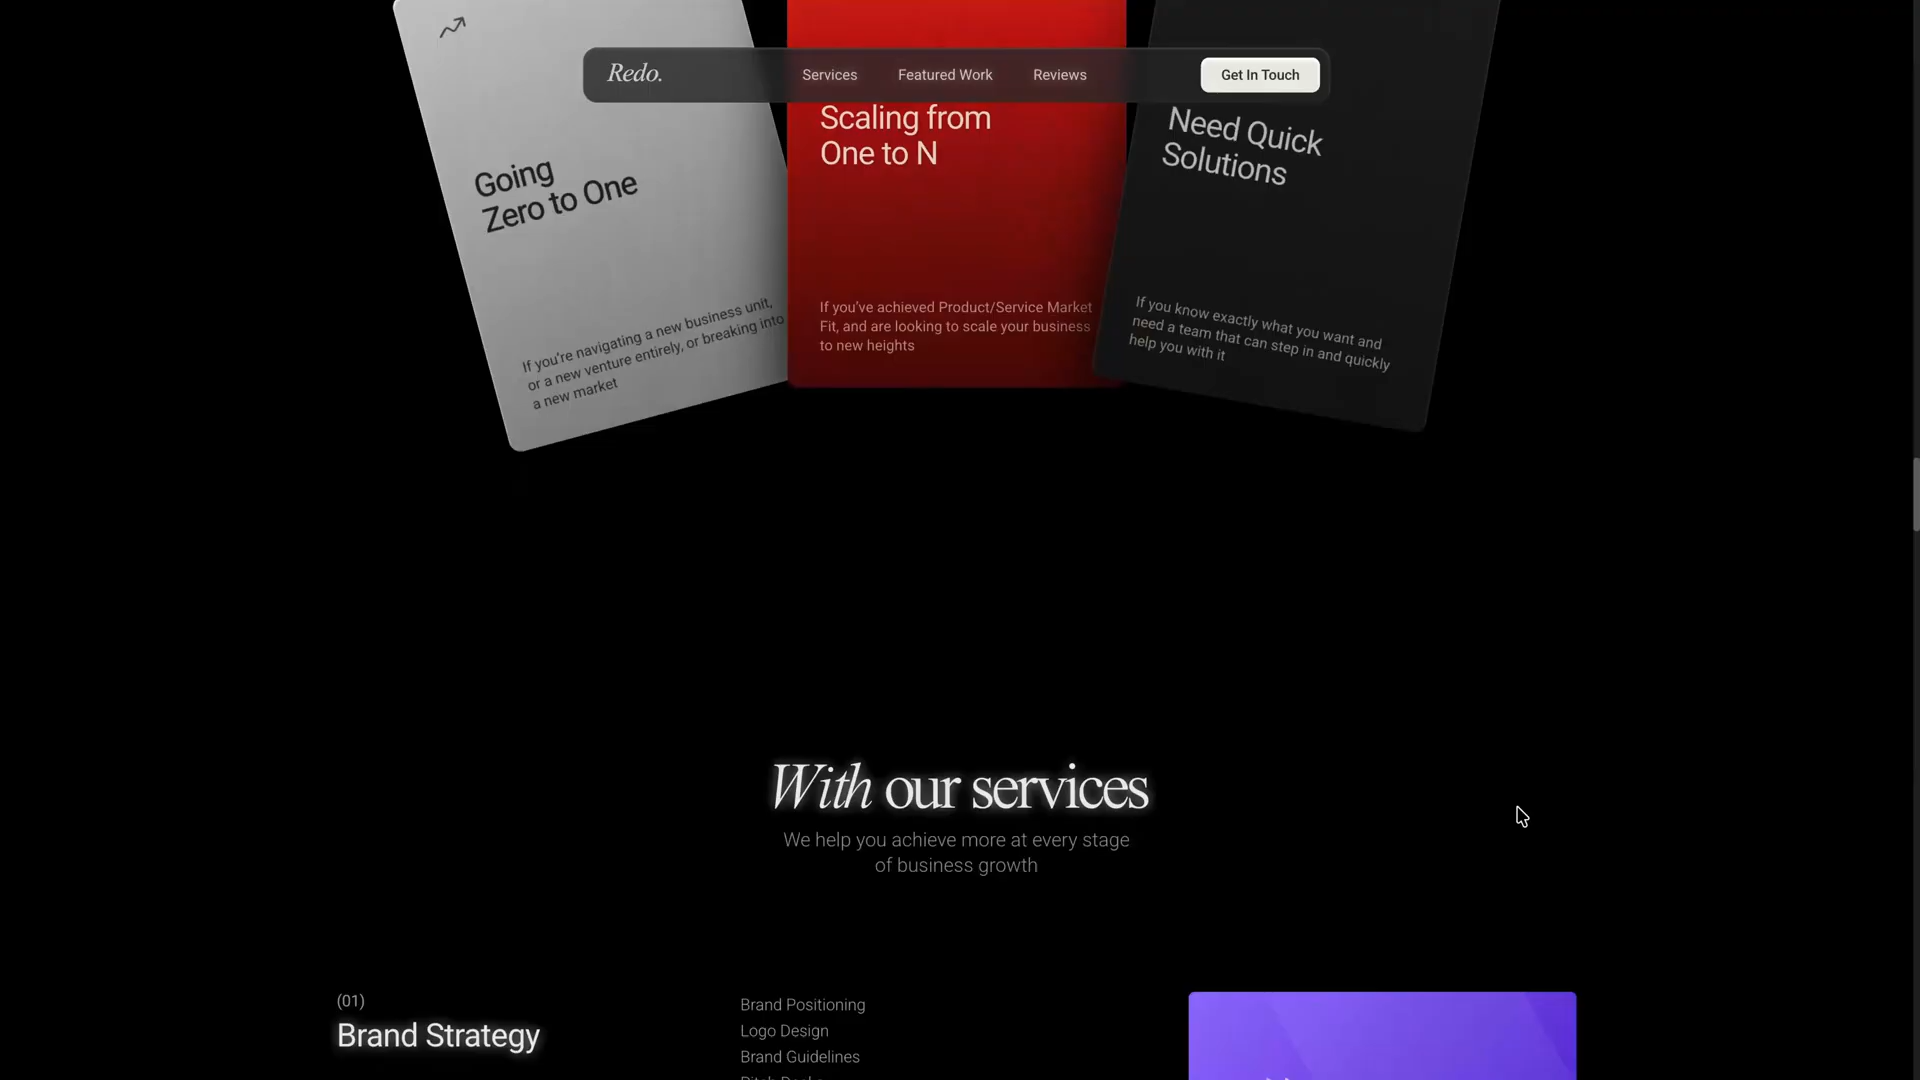 Redo.
Services
Featured Work
Reviews
Get In Touch
Going
Zero to One
If you're navigating a new business unit,
or a new venture entirely, or breaking into
a new market
Scaling from
One to N
If you've achieved Product/Service Market
Fit, and are looking to scale your business
to new heights
Need Quick
Solutions
If you know exactly what you want and
need a team that can step in and quickly
help you with it
With our services
We help you achieve more at every stage
of business growth
(01)
Brand Strategy
Brand Positioning
Logo Design
Brand Guidelines